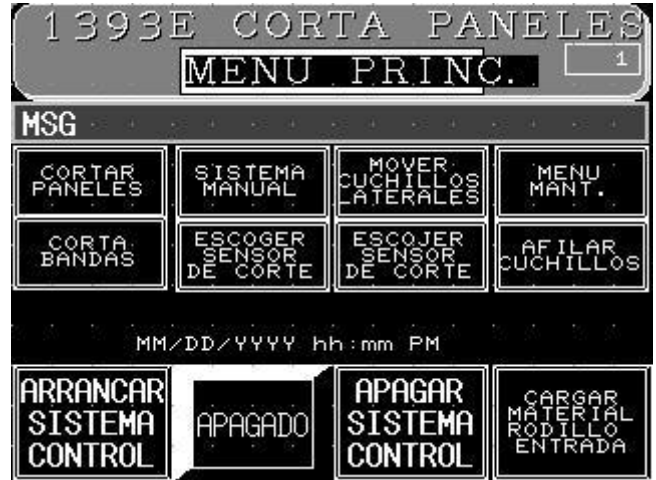 1393E CORTA PANELES
MENU PRINC.
1
MSG
CORTAR
PANELES
SISTEMA
MANUAL
MOVER
CUCHILLOS
LATERALES
MENU
MANT.
CORTA
BANDAS
ESCOGER
SENSOR
DE CORTE
ESCOJER
SENSOR
DE CORTE
AFILAR
CUCHILLOS
MM/DD/YYYY hh:mm PM
ARRANCAR
SISTEMA
CONTROL
APAGADO
APAGAR
SISTEMA
CONTROL
CARGAR
MATERIAL
RODILLO
ENTRADA